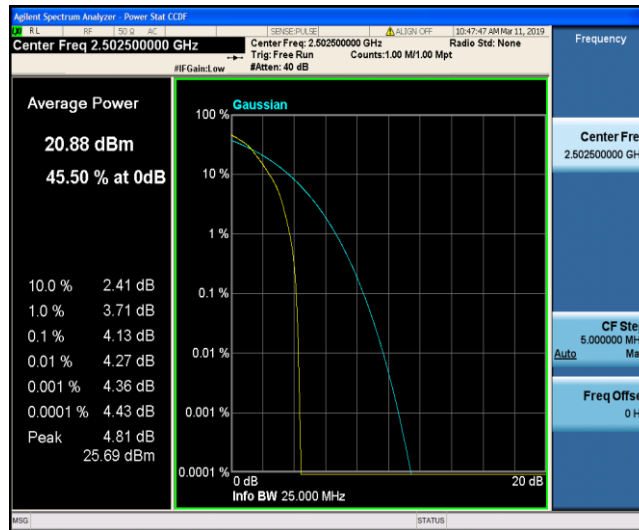 Agilent Spectrum Analyzer - Power Stat CCDF
RL RF 50 Ω AC SENSE:PULSE ALIGN OFF 10:47:47 AM Mar 11, 2019
Center Freq 2.502500000 GHz
Center Freq: 2.502500000 GHz
Radio Std: None
Trig: Free Run
Counts:1.00 M/1.00 Mpt
#IFGain:Low
#Atten: 40 dB
Frequency
Average Power
20.88 dBm
45.50 % at 0dB
10.0 % 2.41 dB
1.0 % 3.71 dB
0.1 % 4.13 dB
0.01 % 4.27 dB
0.001 % 4.36 dB
0.0001 % 4.43 dB
Peak 4.81 dB
25.69 dBm
Gaussian
100 %
10 %
1 %
0.1 %
0.01 %
0.001 %
0.0001 %
0 dB
20 dB
Info BW 25.000 MHz
Center Fre
2.502500000 GH
CF Ste
5.000000 MH
Auto Ma
Freq Offse
0 H
MSG
STATUS